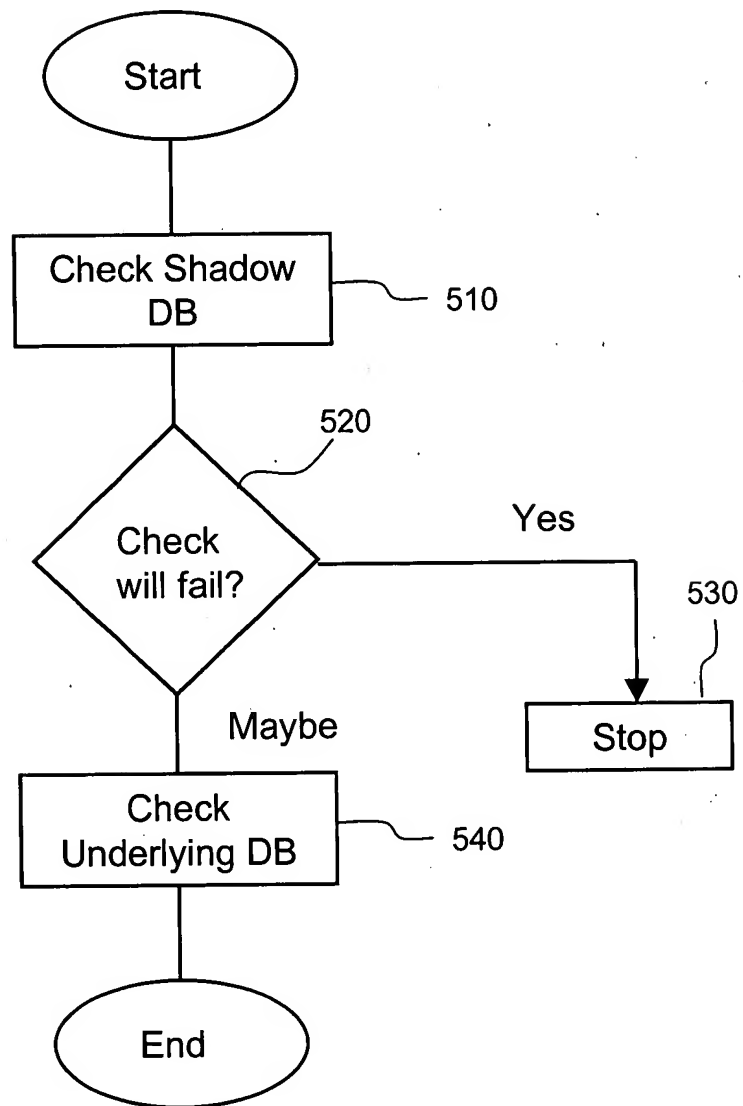 Start
Check Shadow
DB
510
520
Check
will fail?
Yes
530
Stop
Maybe
Check
Underlying DB
540
End